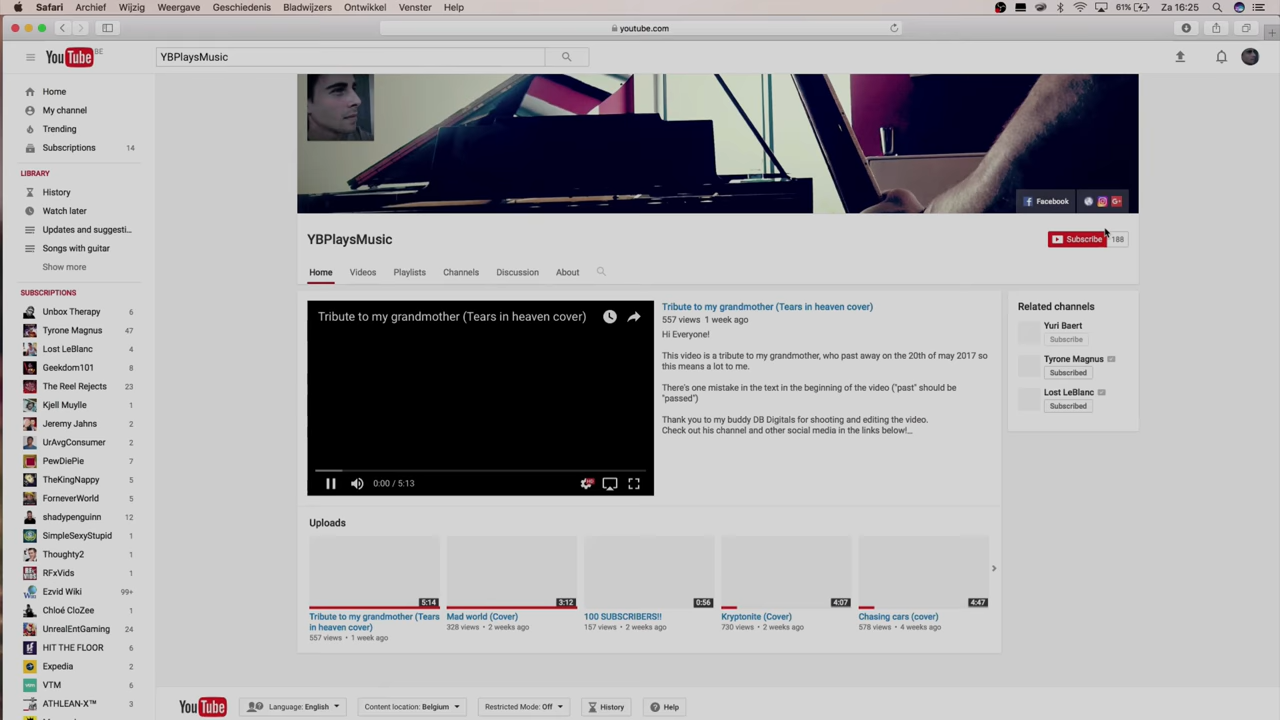 Safari Archief Wijzig Weergave Geschiedenis Bladwijzers Ontwikkel Venster Help 61% Za 16:25
youtube.com
YouTube BE YBPlaysMusic
Home
My channel
Trending
Subscriptions 14
LIBRARY
History
Watch later
Updates and suggesti...
Songs with guitar
Show more
SUBSCRIPTIONS
Unbox Therapy 6
Tyrone Magnus 47
Lost LeBlanc 4
Geekdom101 8
The Reel Rejects 23
Kjell Muylle 1
Jeremy Jahns 2
UrAvgConsumer 2
PewDiePie 6
TheKingNappy 5
ForneverWorld 5
shadypenguinn 12
SimpleSexyStupid 1
Thoughty2 1
RFxVids 1
Ezvid Wiki 99+
Chloé CloZee 1
UnrealEntGaming 24
HIT THE FLOOR 6
Expedia 2
VTM 2
ATHLEAN-X™ 3
Facebook
YBPlaysMusic
Subscribe 188
Home Videos Playlists Channels Discussion About
Tribute to my grandmother (Tears in heaven cover)
0:00 / 5:13 HD
Tribute to my grandmother (Tears in heaven cover)
557 views • 1 week ago
Hi Everyone!
This video is a tribute to my grandmother, who past away on the 20th of may 2017 so
this means a lot to me.
There's one mistake in the text in the beginning of the video ("past" should be
"passed")
Thank you to my buddy DB Digitals for shooting and editing the video.
Check out his channel and other social media in the links below!...
Related channels
Yuri Baert
Subscribe
Tyrone Magnus
Subscribed
Lost LeBlanc
Subscribed
Uploads
5:14
Tribute to my grandmother (Tears
in heaven cover)
557 views • 1 week ago
3:12
Mad world (Cover)
328 views • 2 weeks ago
0:56
100 SUBSCRIBERS!!
157 views • 2 weeks ago
4:07
Kryptonite (Cover)
730 views • 2 weeks ago
4:47
Chasing cars (cover)
578 views • 4 weeks ago
YouTube Language: English Content location: Belgium Restricted Mode: Off History Help